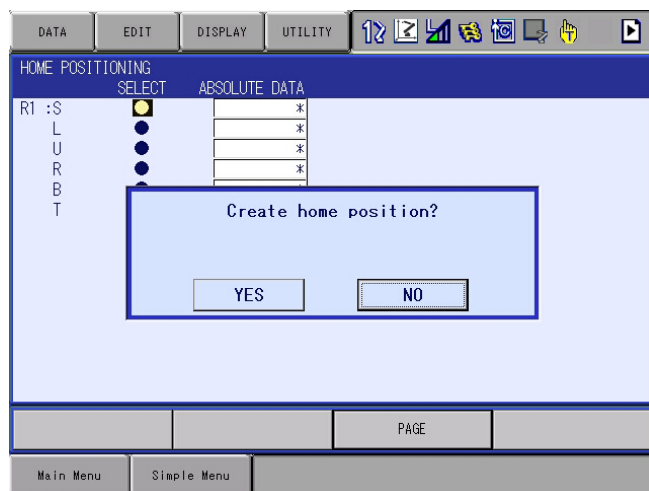 DATA EDIT DISPLAY UTILITY
HOME POSITIONING
SELECT ABSOLUTE DATA
R1 :S *
L *
U *
R *
B
T
Create home position?
YES NO
PAGE
Main Menu Simple Menu